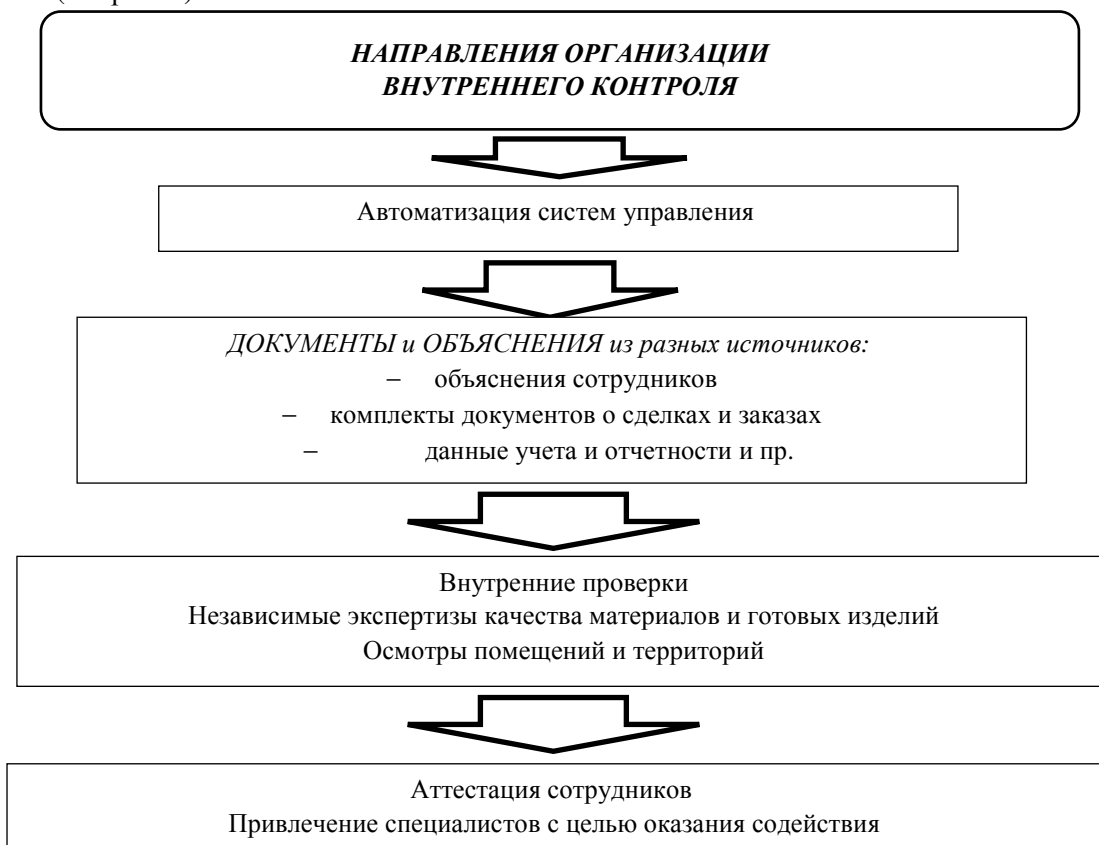 НАПРАВЛЕНИЯ ОРГАНИЗАЦИИ
ВНУТРЕННЕГО КОНТРОЛЯ
Автоматизация систем управления
ДОКУМЕНТЫ и ОБЪЯСНЕНИЯ из разных источников:
– объяснения сотрудников
– комплекты документов о сделках и заказах
– данные учета и отчетности и пр.
Внутренние проверки
Независимые экспертизы качества материалов и готовых изделий
Осмотры помещений и территорий
Аттестация сотрудников
Привлечение специалистов с целью оказания содействия